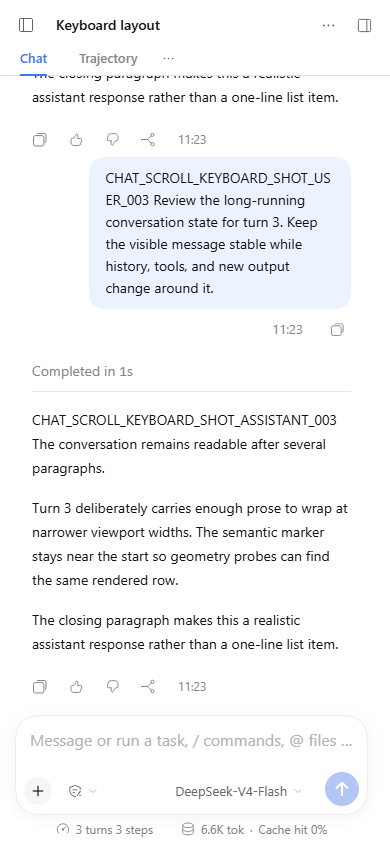 Keyboard layout
Chat
Trajectory
The closing paragraph makes this a realistic
assistant response rather than a one-line list item.
11:23
CHAT_SCROLL_KEYBOARD_SHOT_US
ER_003 Review the long-running
conversation state for turn 3. Keep
the visible message stable while
history, tools, and new output
change around it.
11:23
Completed in 1s
CHAT_SCROLL_KEYBOARD_SHOT_ASSISTANT_003
The conversation remains readable after several
paragraphs.
Turn 3 deliberately carries enough prose to wrap at
narrower viewport widths. The semantic marker
stays near the start so geometry probes can find
the same rendered row.
The closing paragraph makes this a realistic
assistant response rather than a one-line list item.
11:23
Message or run a task, / commands, @ files ...
DeepSeek-V4-Flash
3 turns 3 steps
6.6K tok · Cache hit 0%